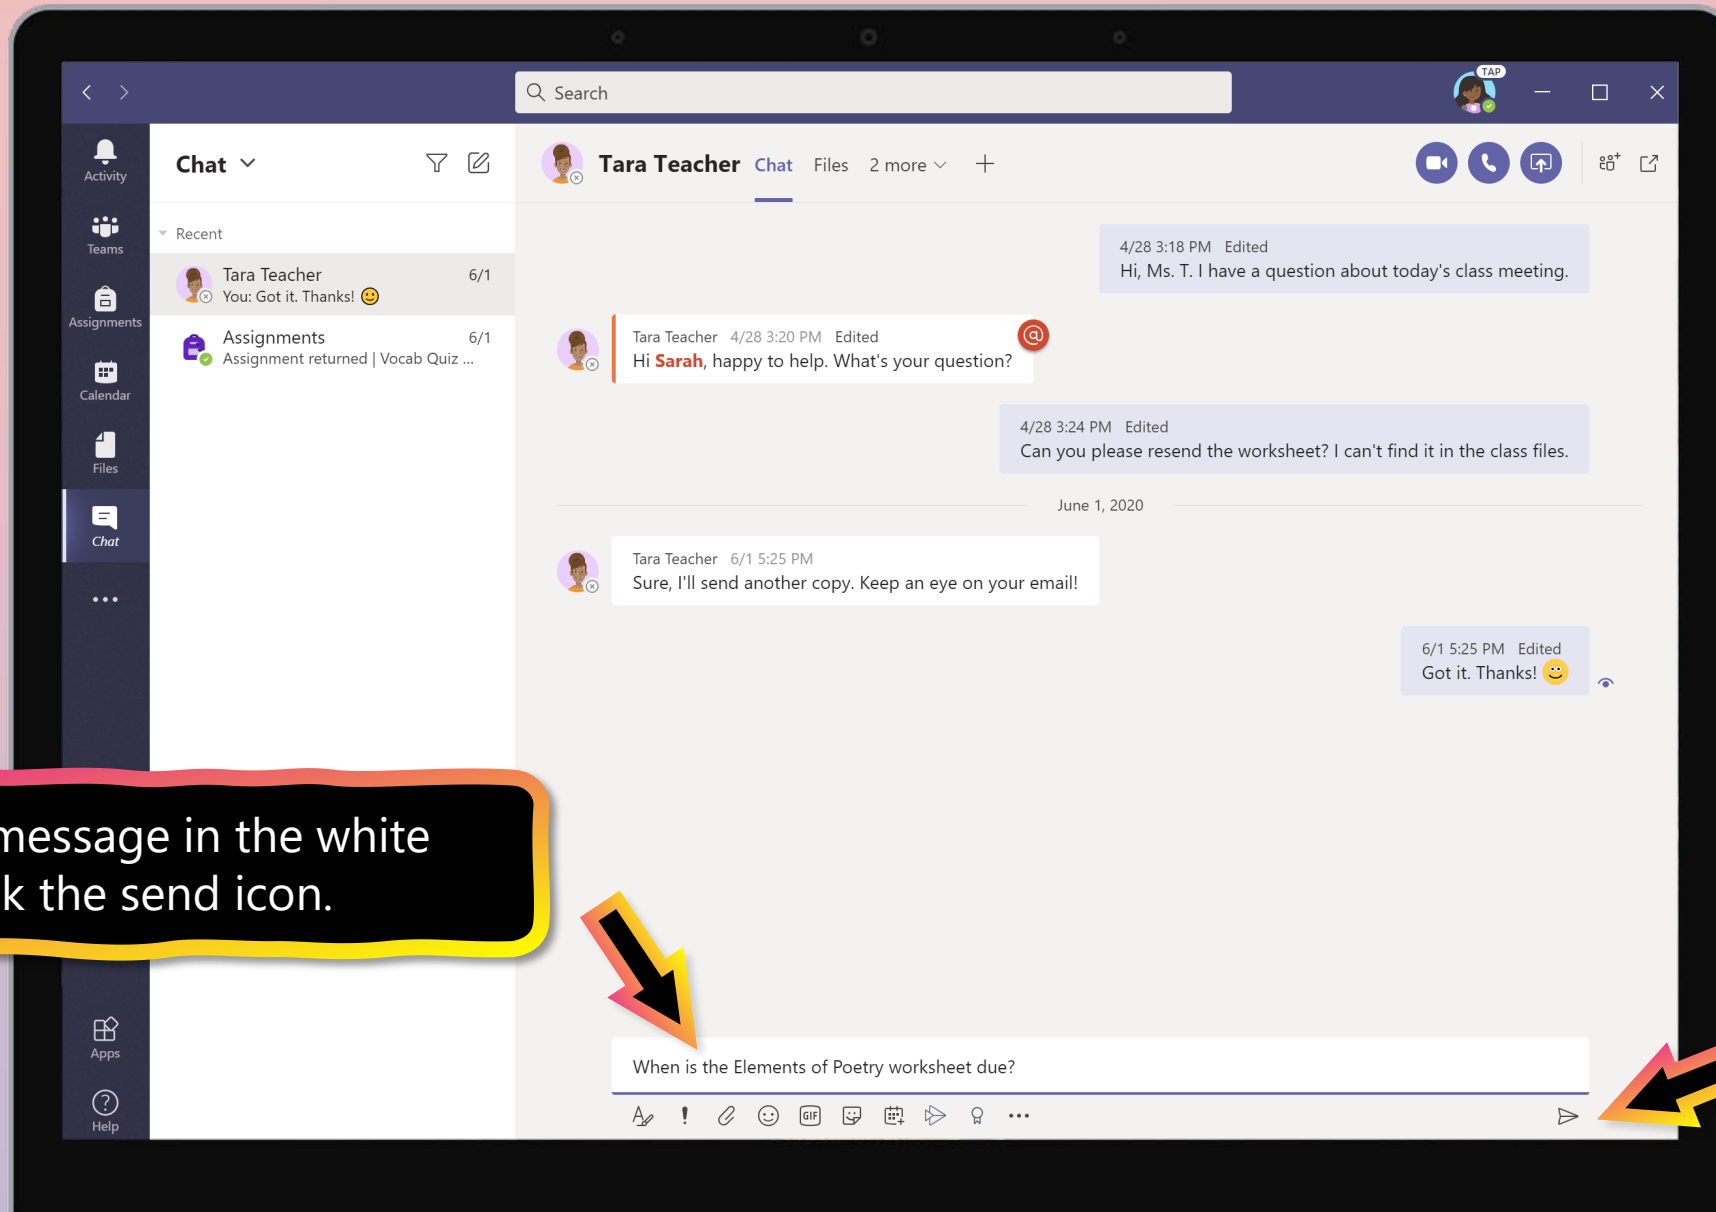 Search
TAP
Activity
Teams
Assignments
Calendar
Files
Chat
Apps
Help
Chat
Recent
Tara Teacher 6/1
You: Got it. Thanks! 🙂
Assignments 6/1
Assignment returned | Vocab Quiz ...
Tara Teacher Chat Files 2 more
4/28 3:18 PM Edited
Hi, Ms. T. I have a question about today's class meeting.
Tara Teacher 4/28 3:20 PM Edited
@
Hi Sarah, happy to help. What's your question?
4/28 3:24 PM Edited
Can you please resend the worksheet? I can't find it in the class files.
June 1, 2020
Tara Teacher 6/1 5:25 PM
Sure, I'll send another copy. Keep an eye on your email!
6/1 5:25 PM Edited
Got it. Thanks! 🙂
message in the white
k the send icon.
When is the Elements of Poetry worksheet due?
GIF